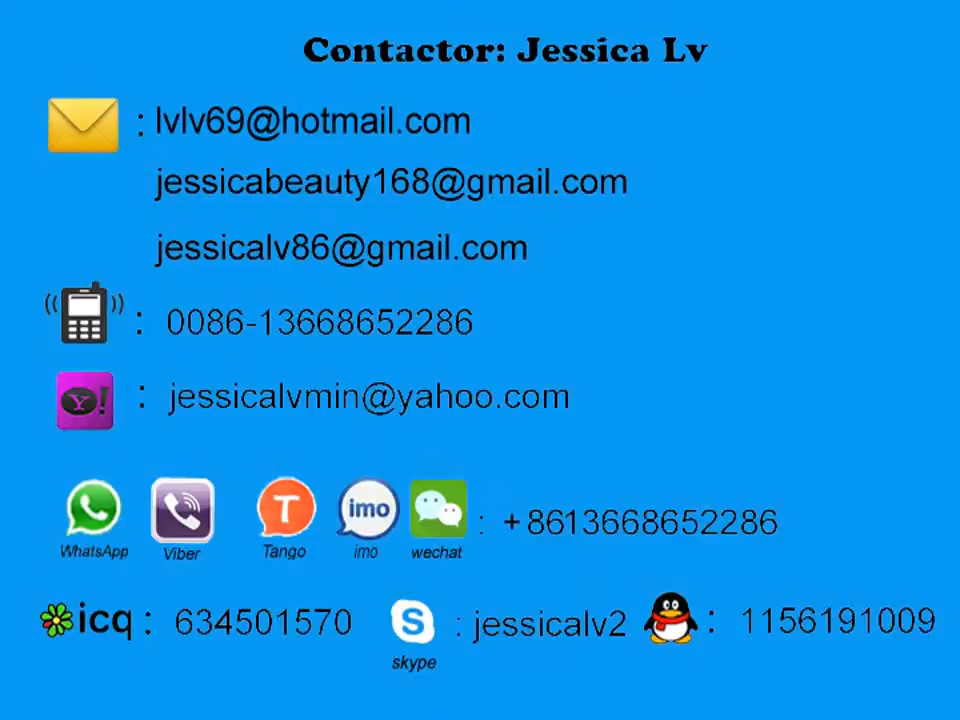 Contactor: Jessica Lv
: lvlv69@hotmail.com
jessicabeauty168@gmail.com
jessicalv86@gmail.com
: 0086-13668652286
Y! : jessicalvmin@yahoo.com
T imo : +8613668652286
WhatsApp Viber Tango imo wechat
icq : 634501570 S : jessicalv2 : 1156191009
skype